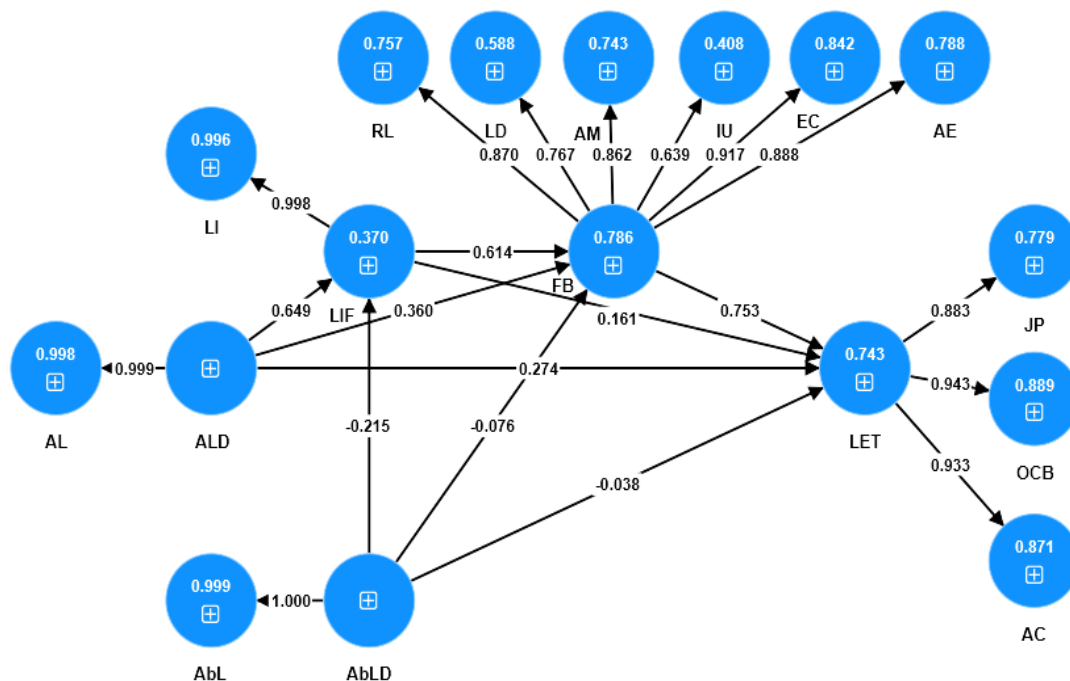 0.757
0.588
0.743
0.408
0.842
0.788
RL
LD
AM
IU
EC
AE
0.996
LI
0.870
0.767
0.862
0.639
0.917
0.888
0.998
0.370
LIF
0.614
0.786
FB
0.779
JP
0.649
0.360
0.161
0.753
0.883
0.998
AL
0.999
ALD
0.274
0.743
LET
0.943
0.889
OCB
-0.215
-0.076
-0.038
0.933
0.871
AC
0.999
AbL
1.000
AbLD